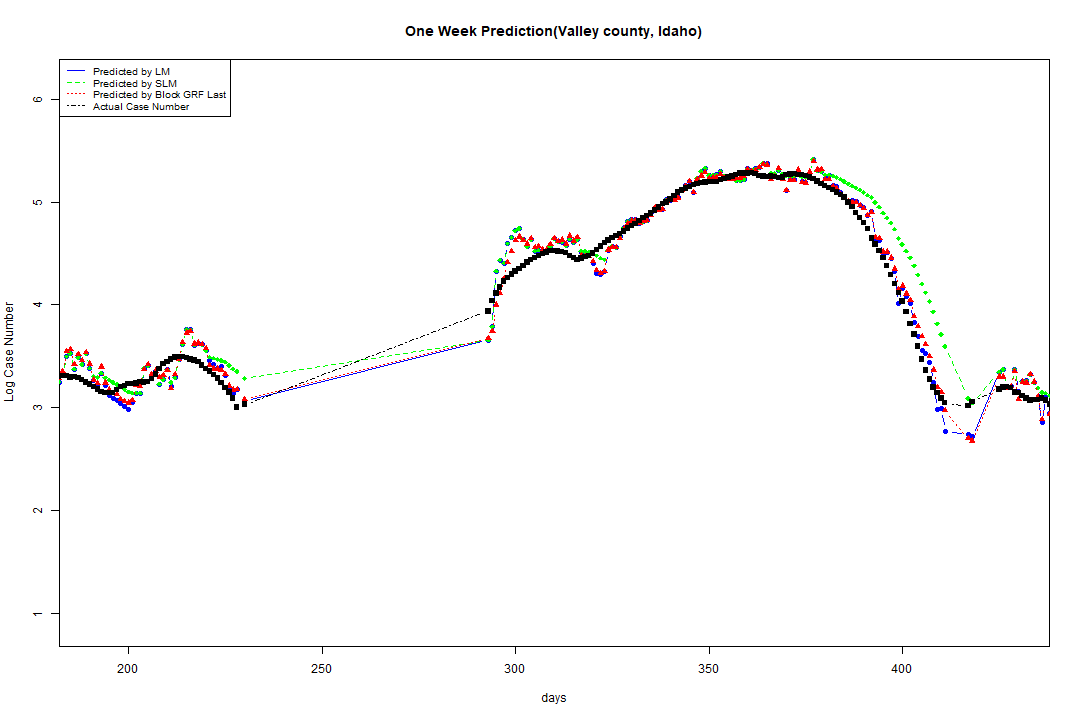 One Week Prediction(Valley county, Idaho)
Predicted by LM
Predicted by SLM
Predicted by Block GRF Last
Actual Case Number
6
5
4
3
2
1
Log Case Number
200 250 300 350 400
days